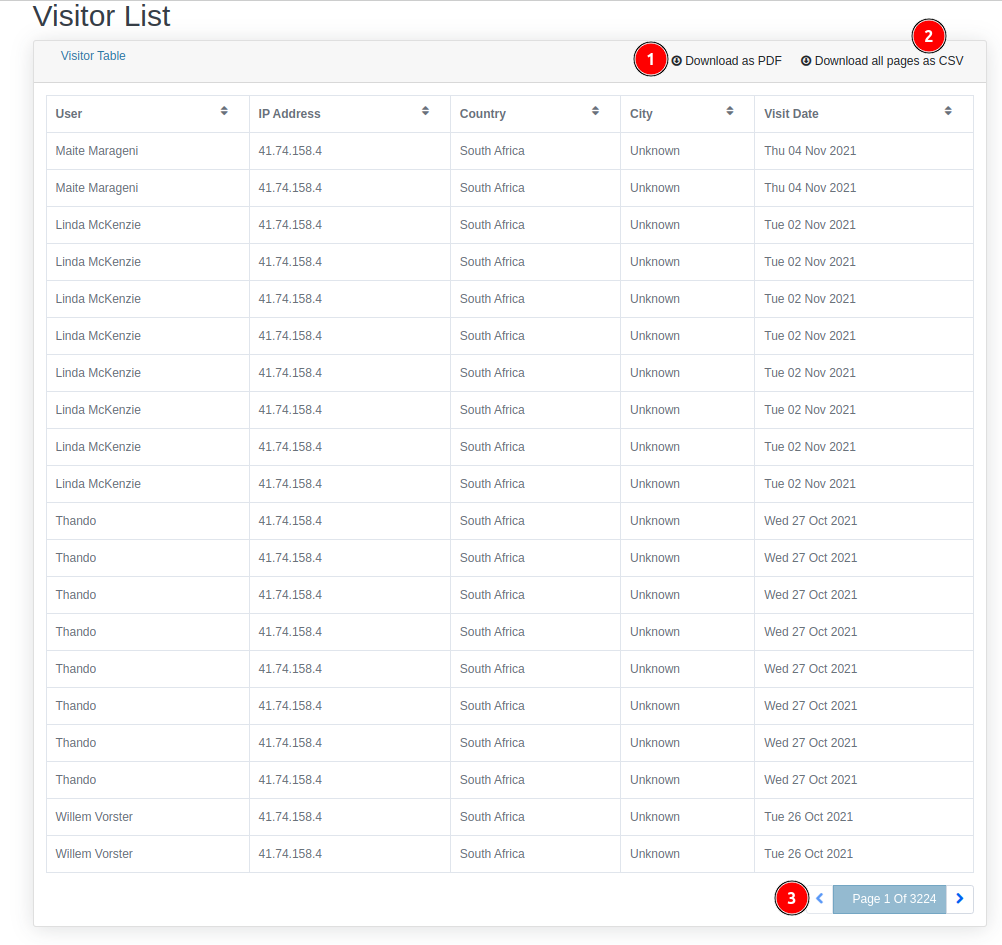 Visitor List
2
Visitor Table 1 Download as PDF Download all pages as CSV
User IP Address Country City Visit Date
Maite Marageni 41.74.158.4 South Africa Unknown Thu 04 Nov 2021
Maite Marageni 41.74.158.4 South Africa Unknown Thu 04 Nov 2021
Linda McKenzie 41.74.158.4 South Africa Unknown Tue 02 Nov 2021
Linda McKenzie 41.74.158.4 South Africa Unknown Tue 02 Nov 2021
Linda McKenzie 41.74.158.4 South Africa Unknown Tue 02 Nov 2021
Linda McKenzie 41.74.158.4 South Africa Unknown Tue 02 Nov 2021
Linda McKenzie 41.74.158.4 South Africa Unknown Tue 02 Nov 2021
Linda McKenzie 41.74.158.4 South Africa Unknown Tue 02 Nov 2021
Linda McKenzie 41.74.158.4 South Africa Unknown Tue 02 Nov 2021
Linda McKenzie 41.74.158.4 South Africa Unknown Tue 02 Nov 2021
Thando 41.74.158.4 South Africa Unknown Wed 27 Oct 2021
Thando 41.74.158.4 South Africa Unknown Wed 27 Oct 2021
Thando 41.74.158.4 South Africa Unknown Wed 27 Oct 2021
Thando 41.74.158.4 South Africa Unknown Wed 27 Oct 2021
Thando 41.74.158.4 South Africa Unknown Wed 27 Oct 2021
Thando 41.74.158.4 South Africa Unknown Wed 27 Oct 2021
Thando 41.74.158.4 South Africa Unknown Wed 27 Oct 2021
Thando 41.74.158.4 South Africa Unknown Wed 27 Oct 2021
Willem Vorster 41.74.158.4 South Africa Unknown Tue 26 Oct 2021
Willem Vorster 41.74.158.4 South Africa Unknown Tue 26 Oct 2021
3 Page 1 Of 3224